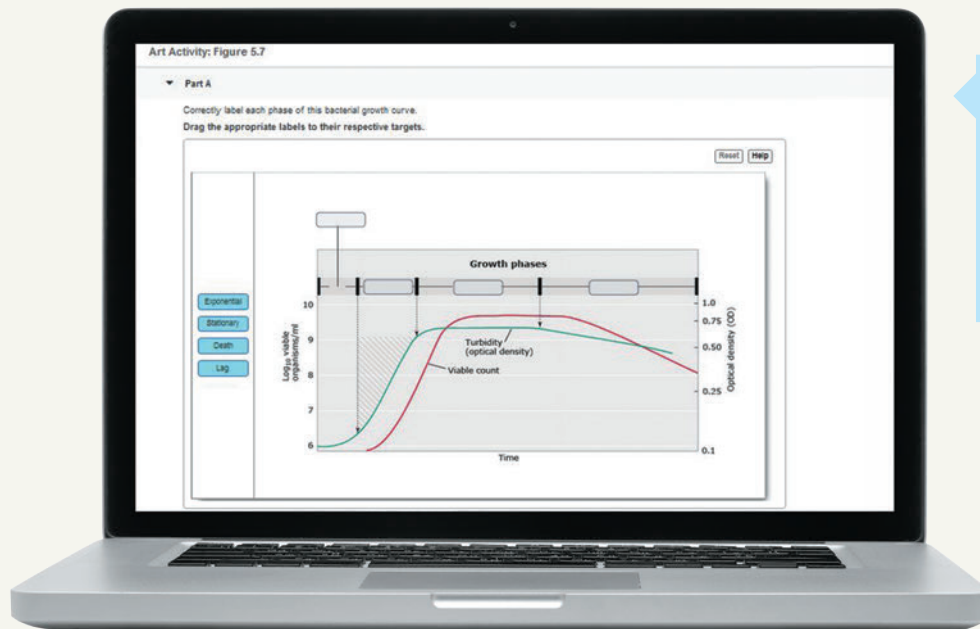 Art Activity: Figure 5.7
Part A
Correctly label each phase of this bacterial growth curve.
Drag the appropriate labels to their respective targets.
Reset Help
Exponential
Stationary
Death
Lag
Growth phases
10
9
8
7
6
Log10 viable
organisms/ml
Turbidity
(optical density)
Viable count
1.0
0.75
0.50
0.25
0.1
Optical density (OD)
Time